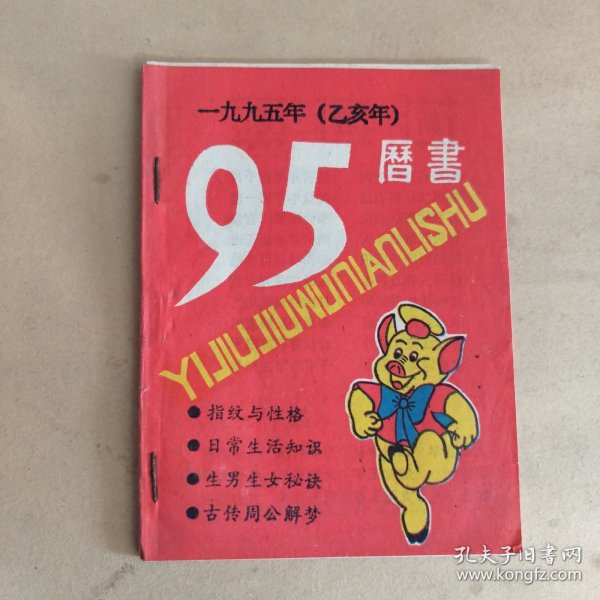 一九九五年（乙亥年）
95 曆書
YIJIUJIUWUNIANLISHU
●指纹与性格
●日常生活知识
●生男生女秘诀
●古传周公解梦
孔夫子旧书网
www.kongfz.com